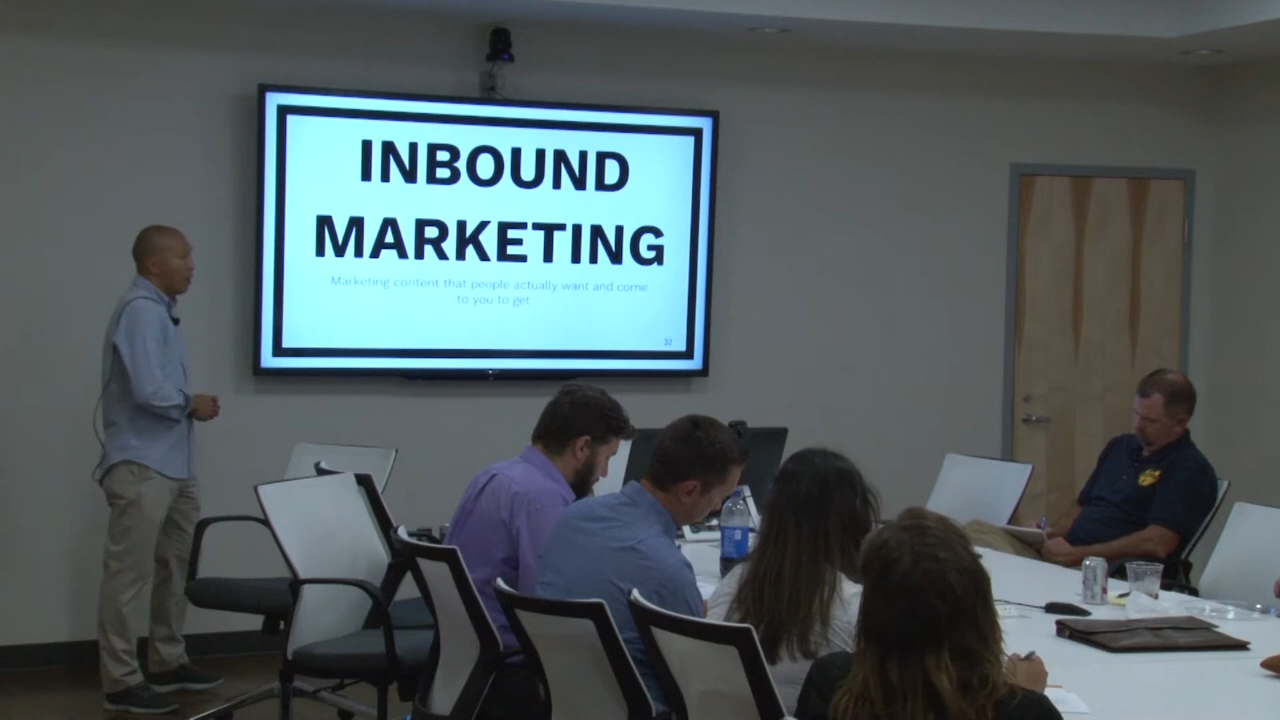 INBOUND
MARKETING
Marketing content that people actually want and come
to you to get
32